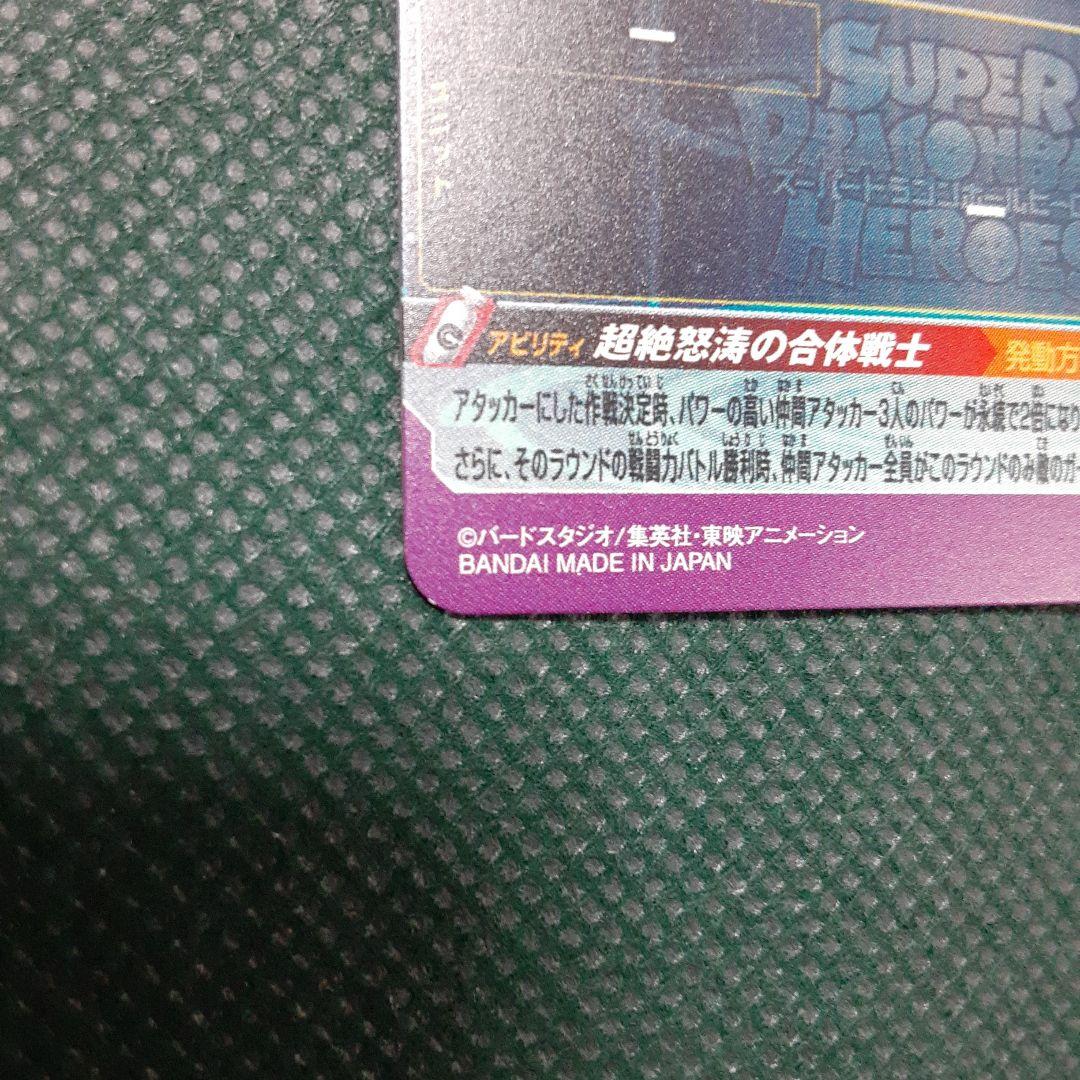 SUPER
DRAGONBA
スーパードラゴンボールヒーロ
HEROES
アビリティ 超絶怒涛の合体戦士 発動方
アタッカーにした作戦決定時、パワーの高い仲間アタッカー3人のパワーが永続で2倍になり
さらに、そのラウンドの戦闘力バトル勝利時、仲間アタッカー全員がこのラウンドのみ敵のガー
©バードスタジオ/集英社・東映アニメーション
BANDAI MADE IN JAPAN